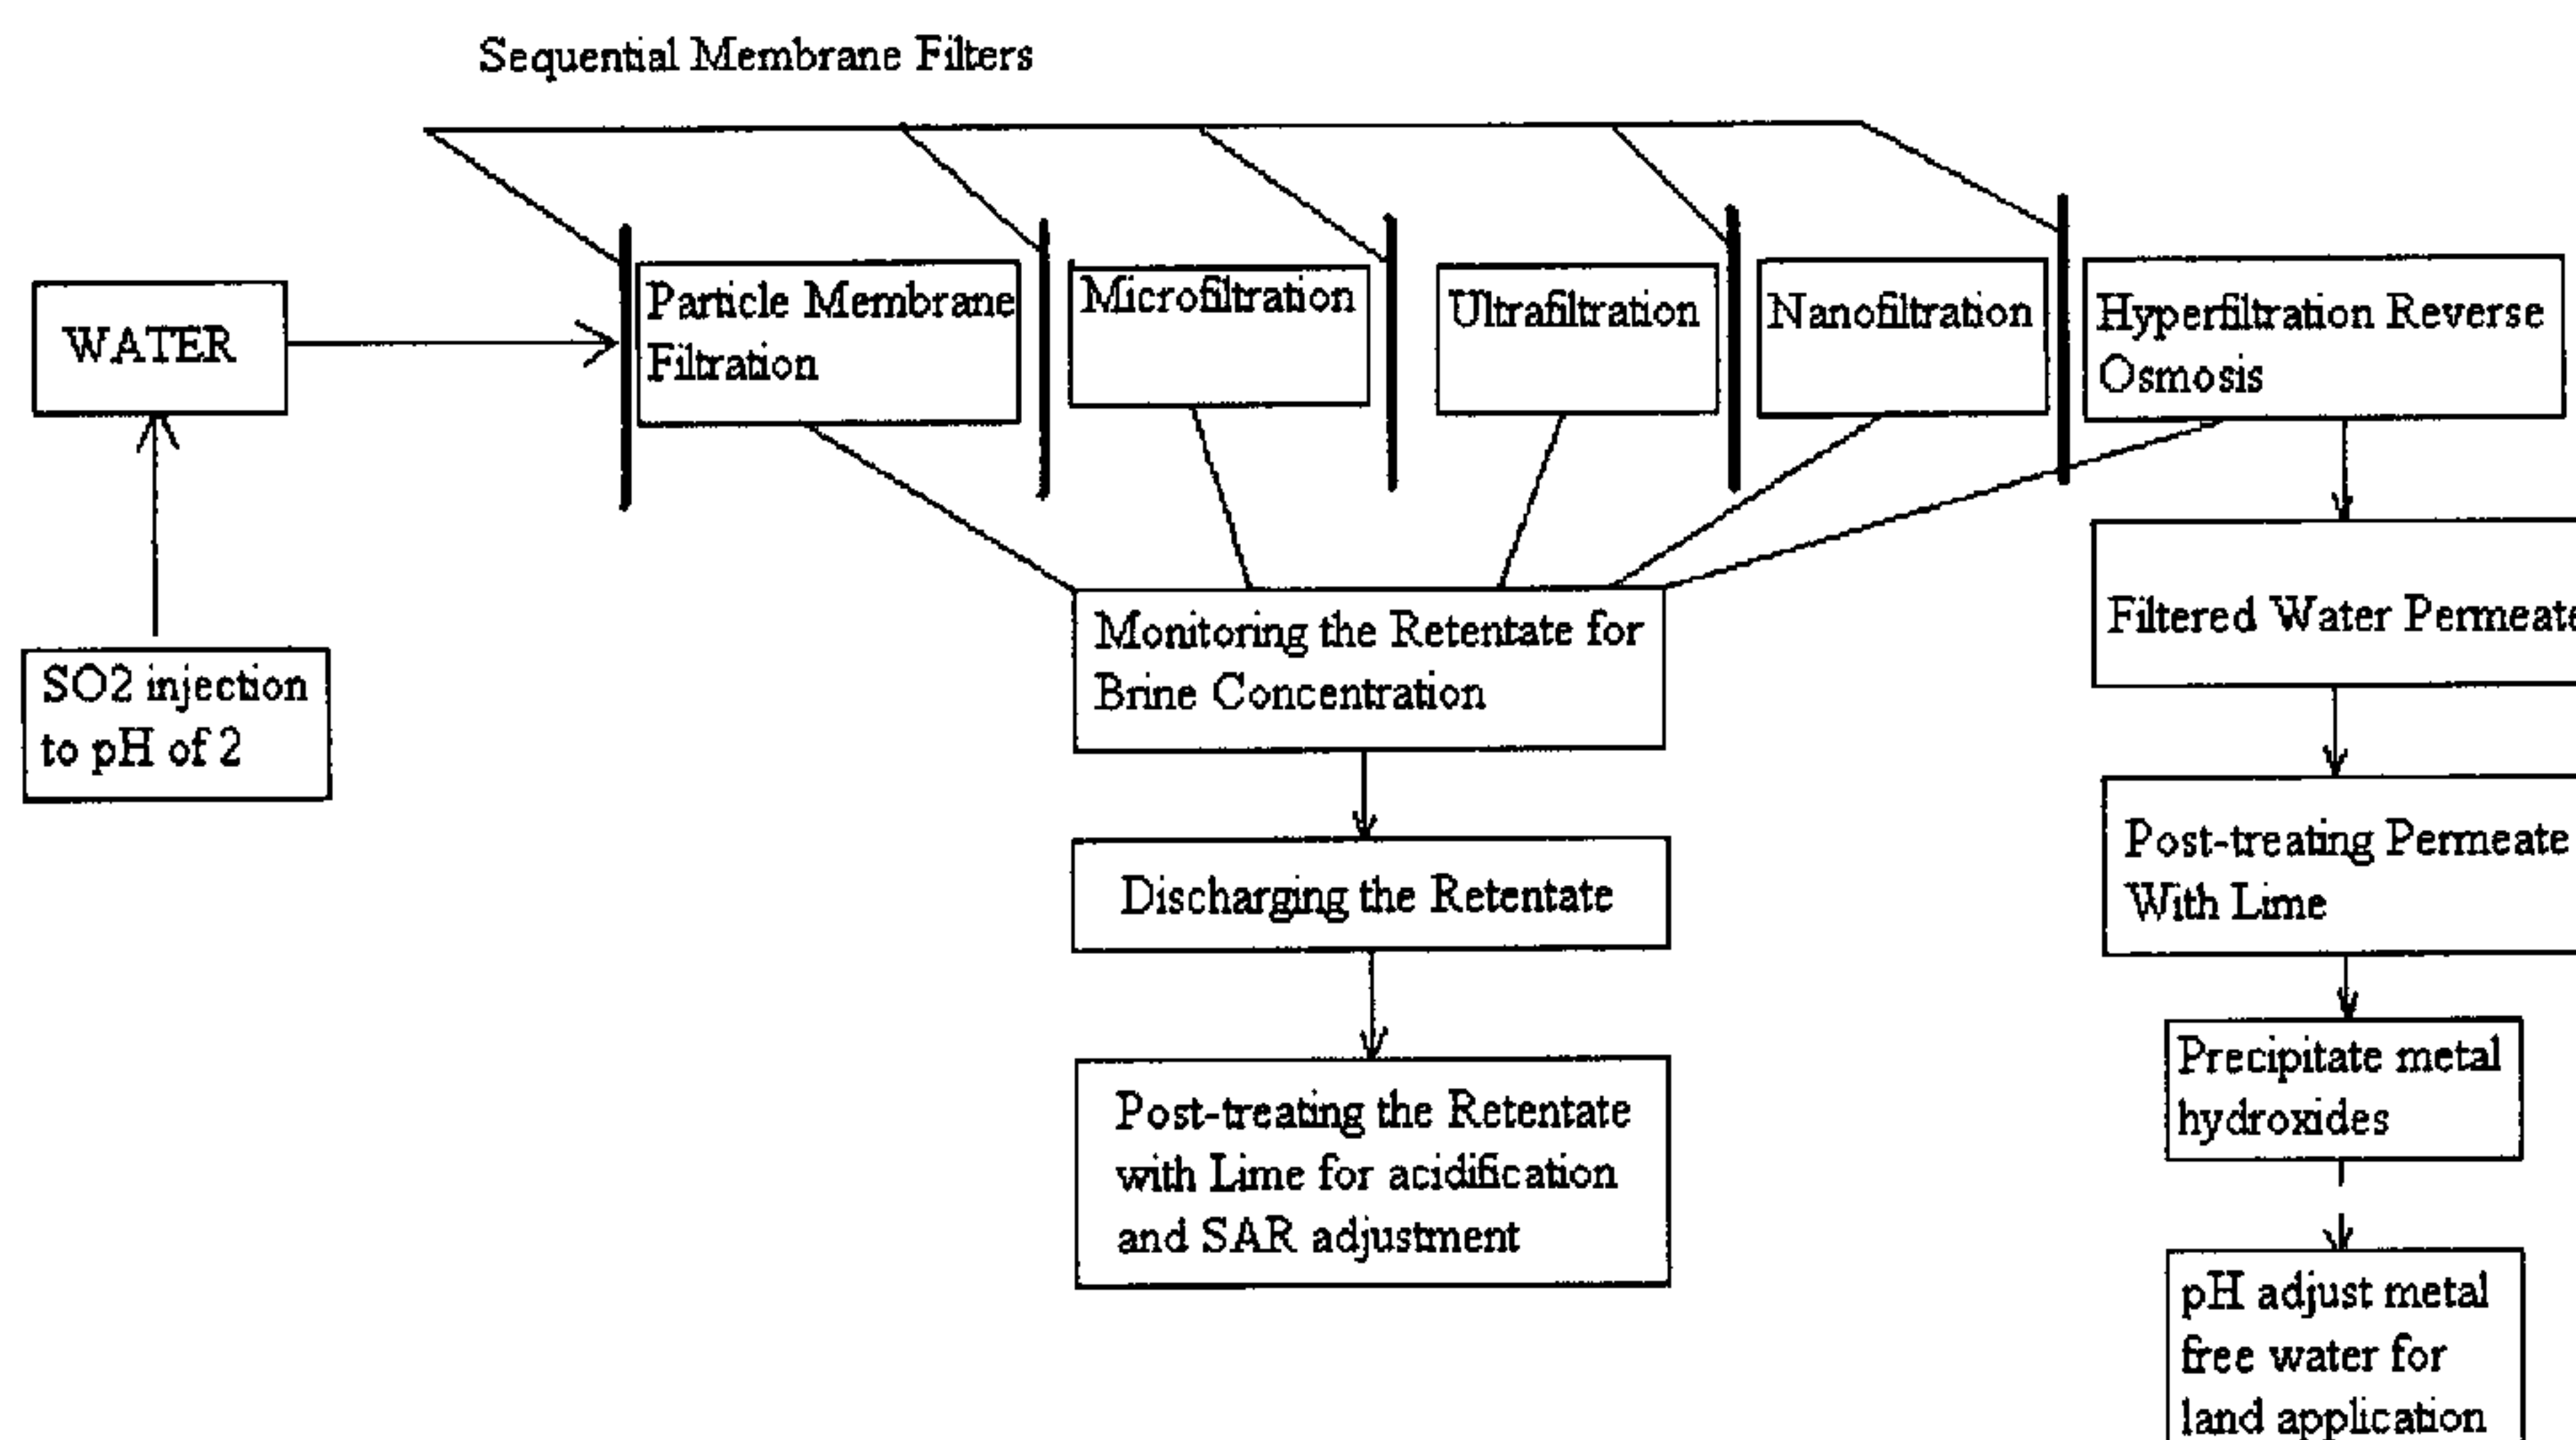 Sequential Membrane Filters
WATER
SO2 injection
to pH of 2
Particle Membrane
Filtration
Microfiltration
Ultrafiltration
Nanofiltration
Hyperfiltration Reverse
Osmosis
Monitoring the Retentate for
Brine Concentration
Discharging the Retentate
Post-treating the Retentate
with Lime for acidification
and SAR adjustment
Filtered Water Permeate
Post-treating Permeate
With Lime
Precipitate metal
hydroxides
pH adjust metal
free water for
land application